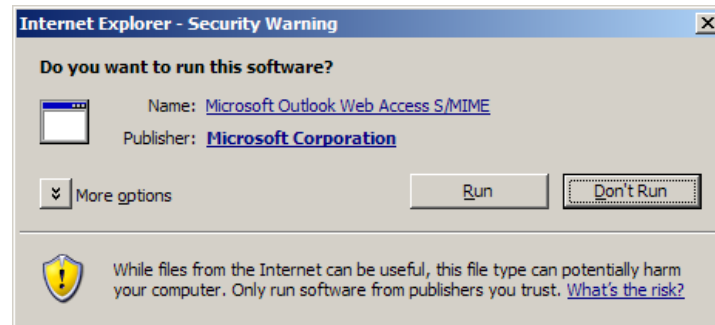 Internet Explorer - Security Warning
Do you want to run this software?
Name: Microsoft Outlook Web Access S/MIME
Publisher: Microsoft Corporation
More options
Run
Don't Run
While files from the Internet can be useful, this file type can potentially harm
your computer. Only run software from publishers you trust. What's the risk?